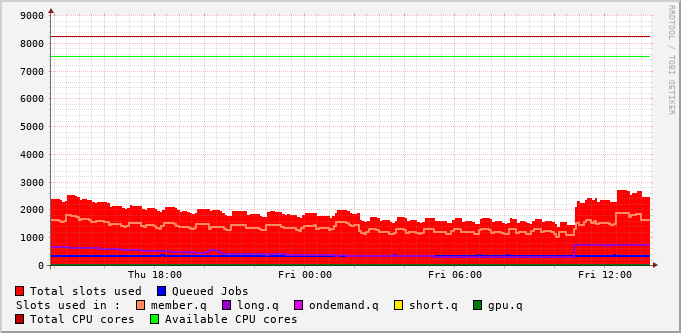 RRDTOOL / TOBI OETIKER
9000
8000
7000
6000
5000
4000
3000
2000
1000
0
Thu 18:00 Fri 00:00 Fri 06:00 Fri 12:00
Total slots used Queued Jobs
Slots used in : member.q long.q ondemand.q short.q gpu.q
Total CPU cores Available CPU cores